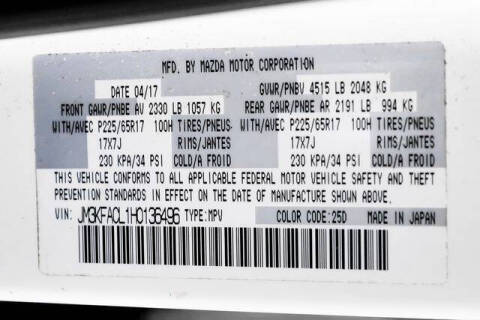 MFD. BY MAZDA MOTOR CORPORATION
DATE 04/17 GVWR/PNBV 4515 LB 2048 KG
FRONT GAWR/PNBE AV 2330 LB 1057 KG REAR GAWR/PNBE AR 2191 LB 994 KG
WITH/AVEC P225/65R17 100H TIRES/PNEUS WITH/AVEC P225/65R17 100H TIRES/PNEUS
17X7J RIMS/JANTES 17X7J RIMS/JANTES
230 KPA/34 PSI COLD/A FROID 230 KPA/34 PSI COLD/A FROID
THIS VEHICLE CONFORMS TO ALL APPLICABLE FEDERAL MOTOR VEHICLE SAFETY AND THEFT
PREVENTION STANDARDS IN EFFECT ON THE DATE OF MANUFACTURE SHOWN ABOVE.
VIN: JM3KFACL1H0136496 TYPE:MPV COLOR CODE:25D MADE IN JAPAN